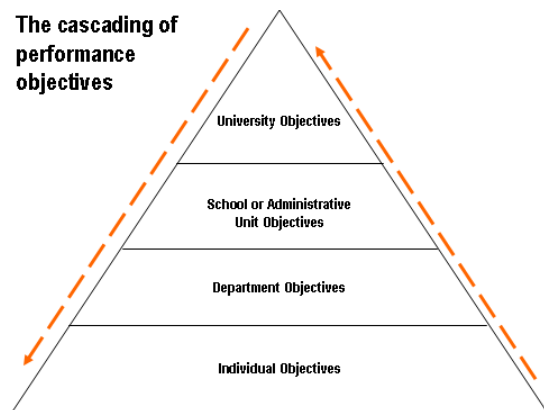 The cascading of
performance
objectives
University Objectives
School or Administrative
Unit Objectives
Department Objectives
Individual Objectives